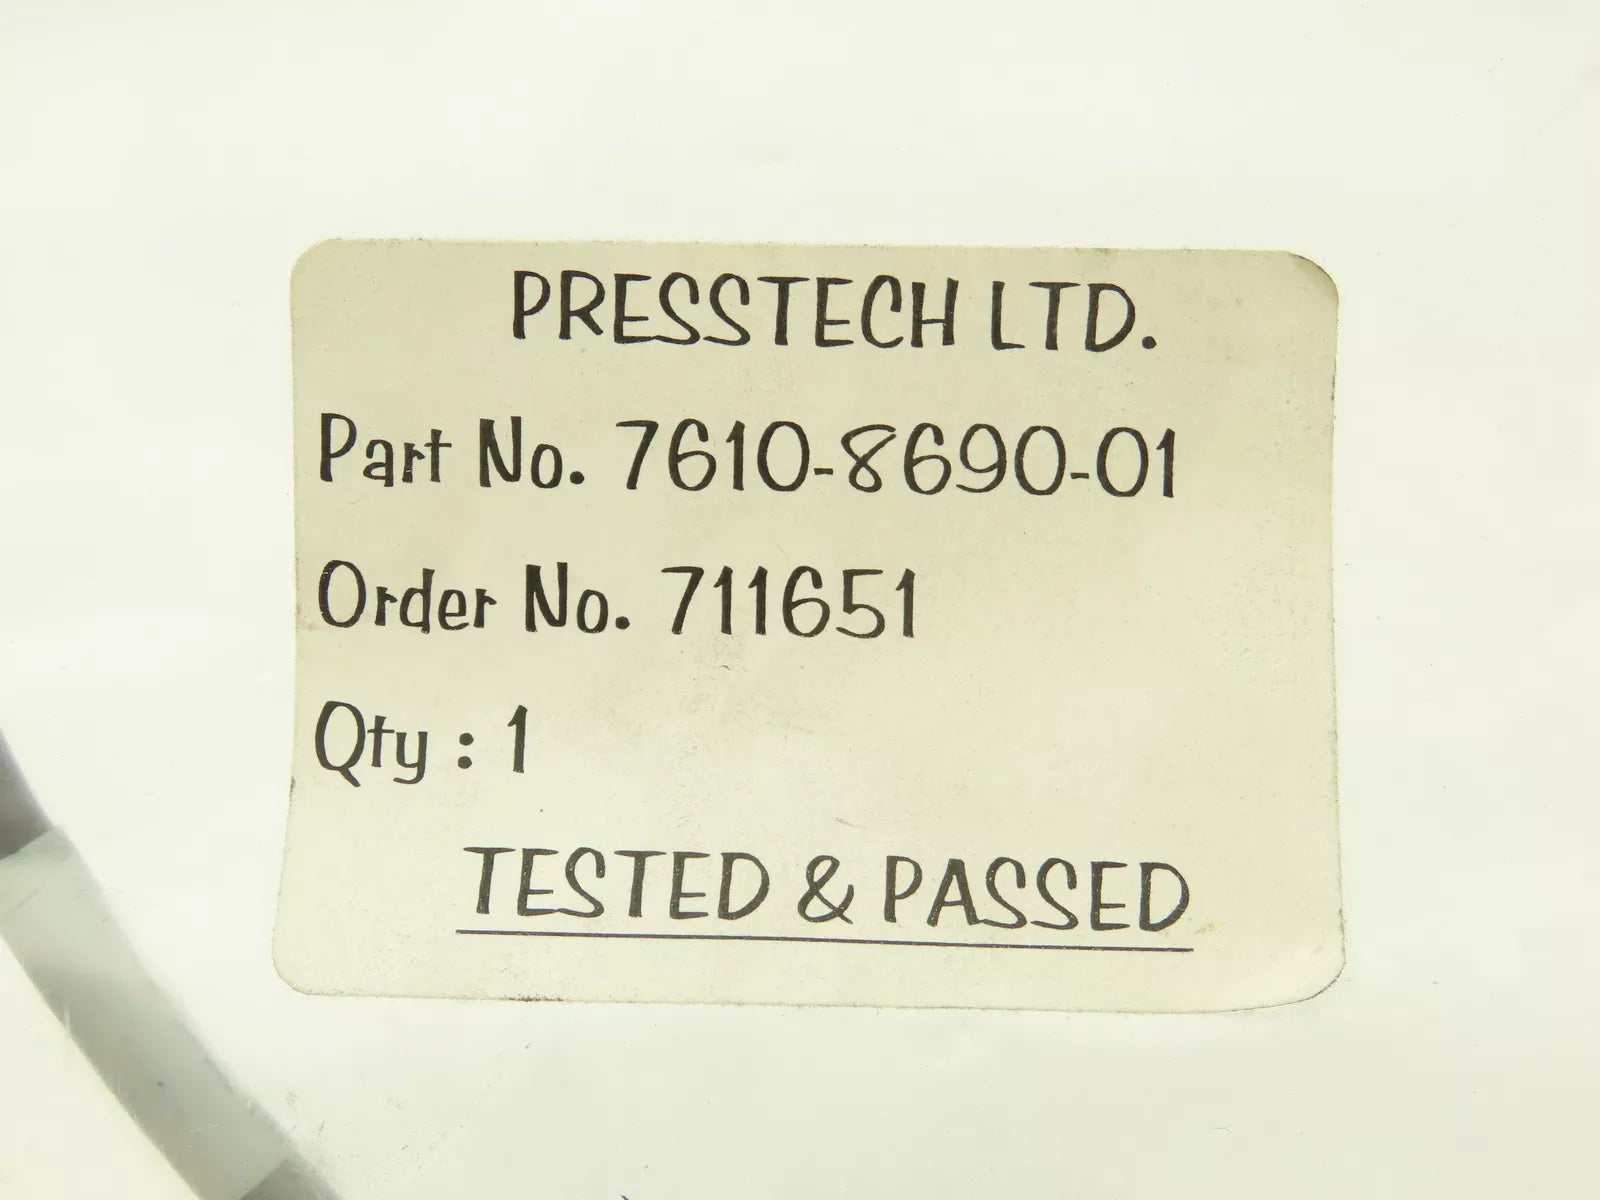 PRESSTECH LTD.
Part No. 7610-8690-01
Order No. 711651
Qty : 1
TESTED & PASSED